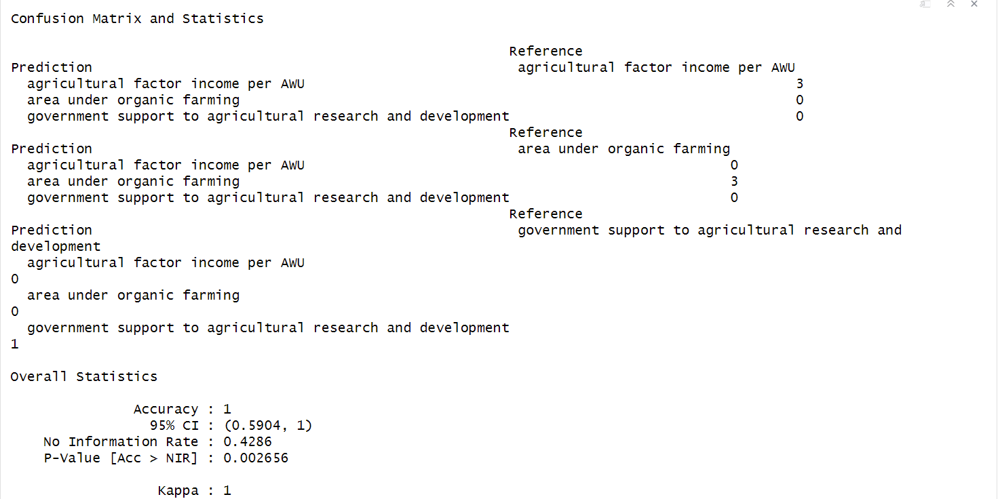 Confusion Matrix and Statistics
Reference
Prediction agricultural factor income per AWU
agricultural factor income per AWU 3
area under organic farming 0
government support to agricultural research and development 0
Reference
Prediction area under organic farming
agricultural factor income per AWU 0
area under organic farming 3
government support to agricultural research and development 0
Reference
Prediction government support to agricultural research and
development
agricultural factor income per AWU
0
area under organic farming
0
government support to agricultural research and development
1
Overall Statistics
Accuracy : 1
95% CI : (0.5904, 1)
No Information Rate : 0.4286
P-Value [Acc > NIR] : 0.002656
Kappa : 1